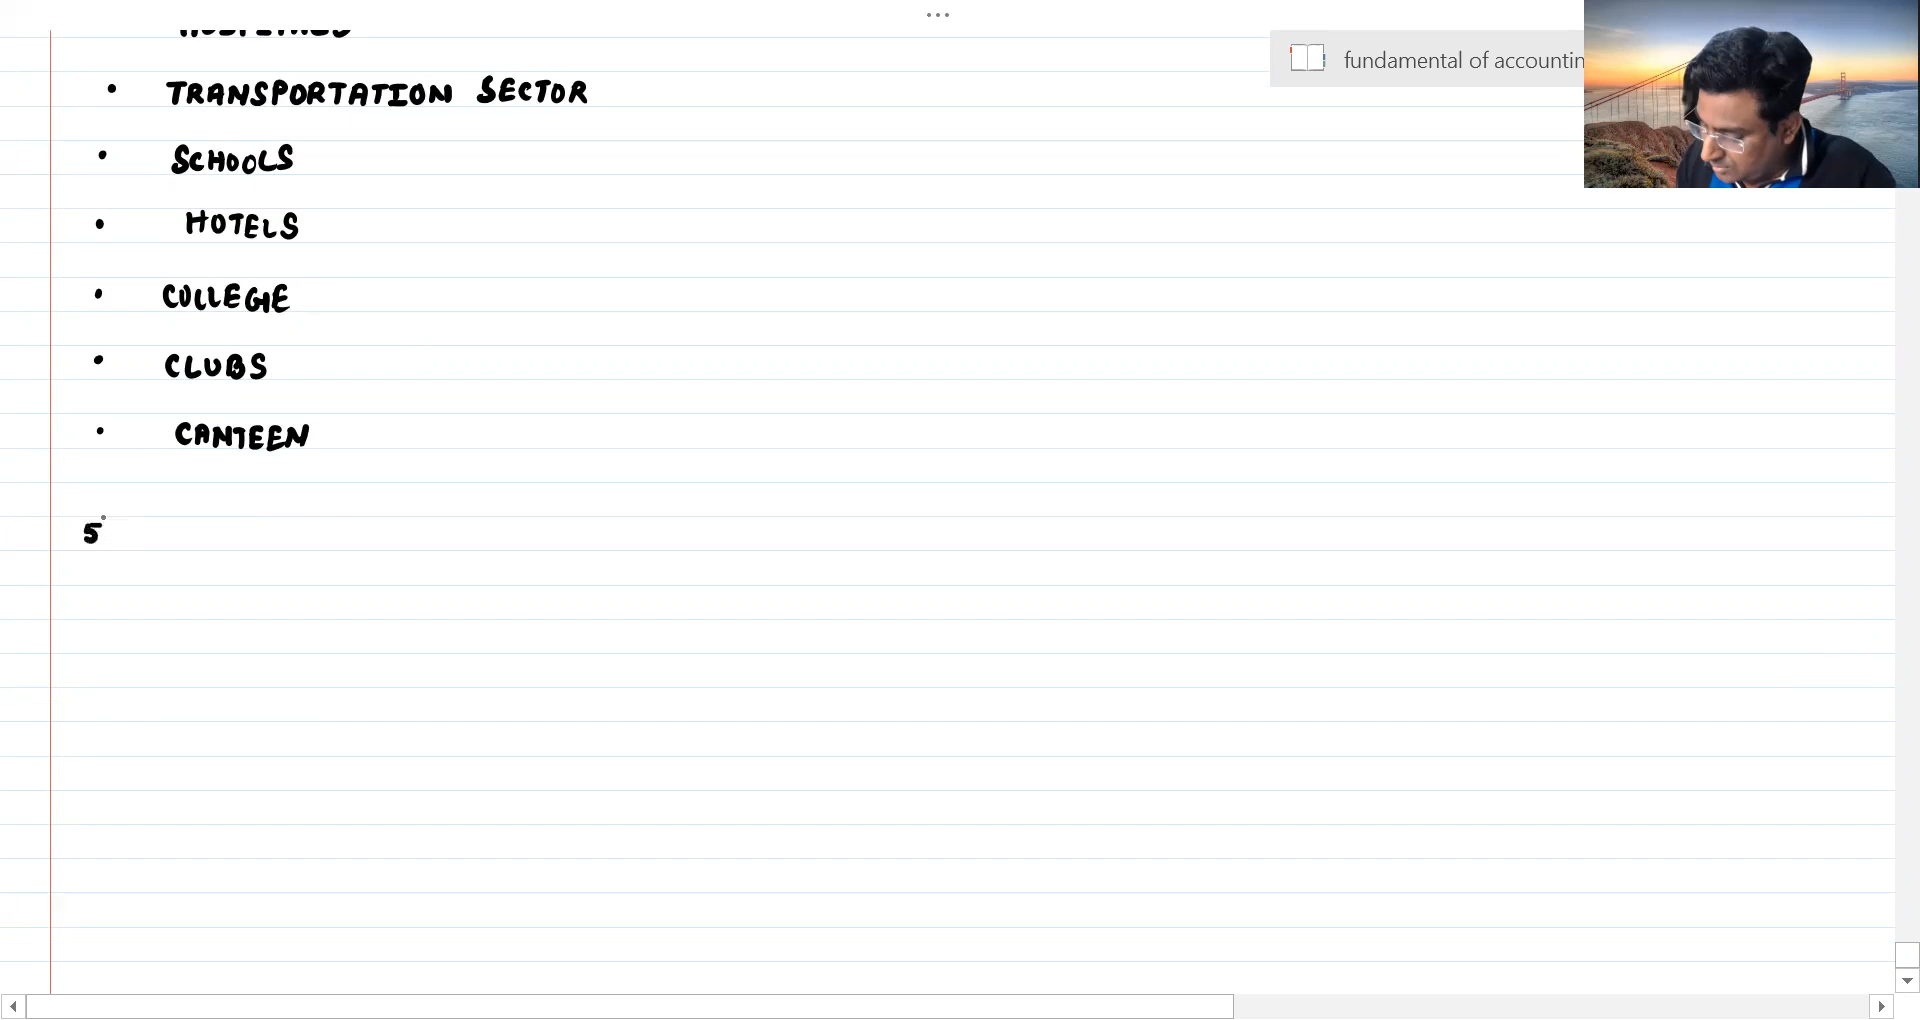 fundamental of accountin
• TRANSPORTATION SECTOR
• SCHOOLS
• HOTELS
• COLLEGE
• CLUBS
• CANTEEN
5